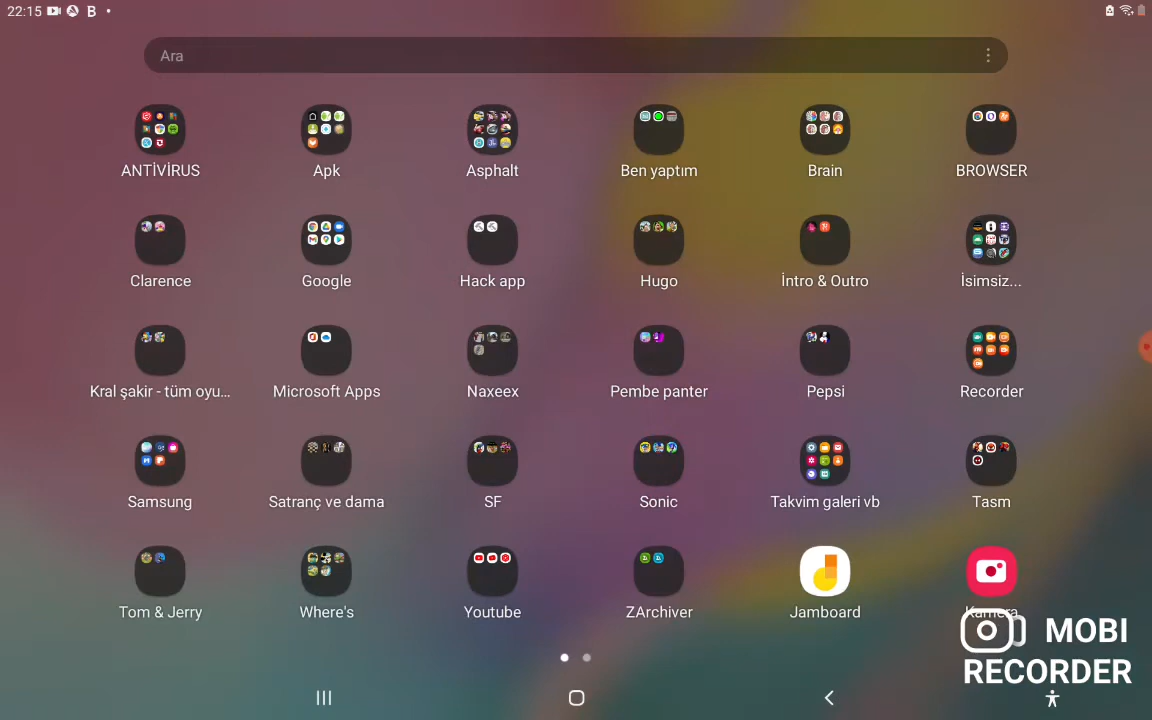 22:15 B
Ara
ANTİVİRUS Apk Asphalt Ben yaptım Brain BROWSER
Clarence Google Hack app Hugo İntro & Outro İsimsiz...
Kral şakir - tüm oyu... Microsoft Apps Naxeex Pembe panter Pepsi Recorder
Samsung Satranç ve dama SF Sonic Takvim galeri vb Tasm
Tom & Jerry Where's Youtube ZArchiver Jamboard Kamera
MOBI
RECORDER